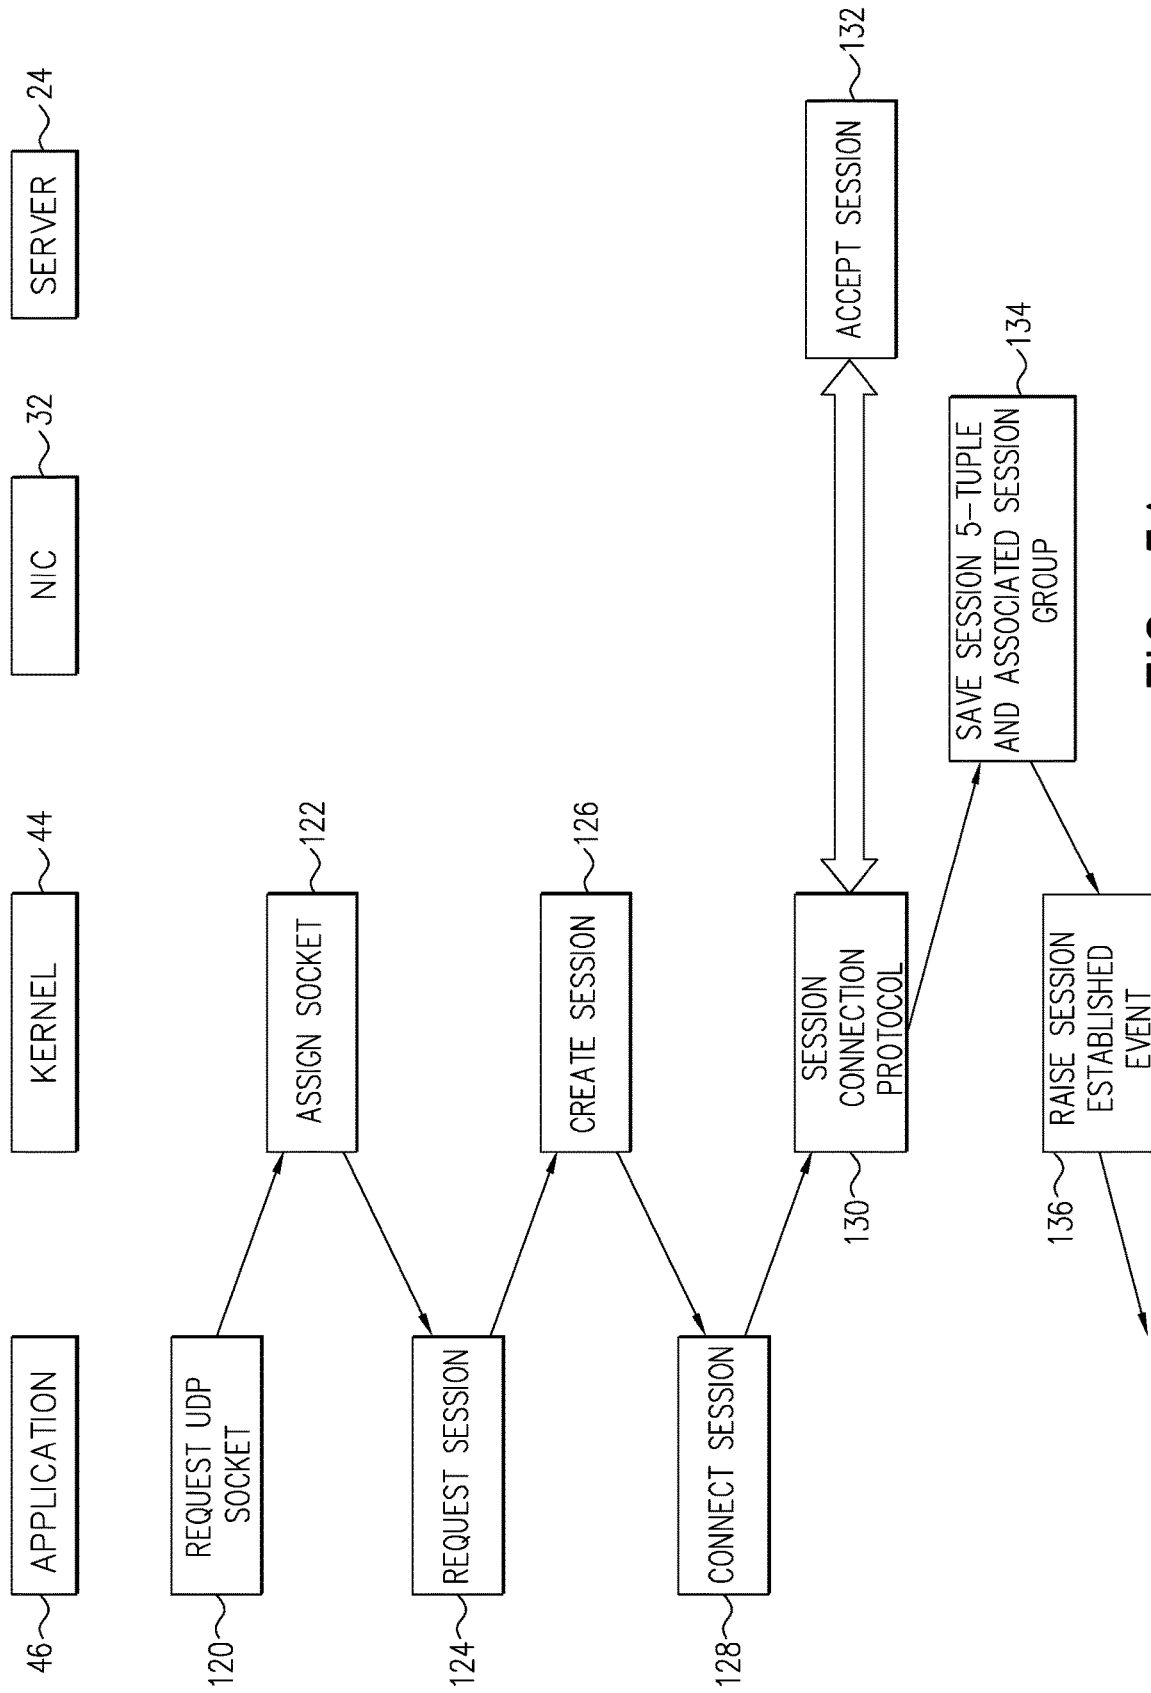 46
APPLICATION
KERNEL
44
NIC
32
SERVER
24
120
REQUEST UDP
SOCKET
ASSIGN SOCKET
122
124
REQUEST SESSION
CREATE SESSION
126
128
CONNECT SESSION
130
SESSION
CONNECTION
PROTOCOL
ACCEPT SESSION
132
SAVE SESSION 5-TUPLE
AND ASSOCIATED SESSION
GROUP
134
136
RAISE SESSION
ESTABLISHED
EVENT